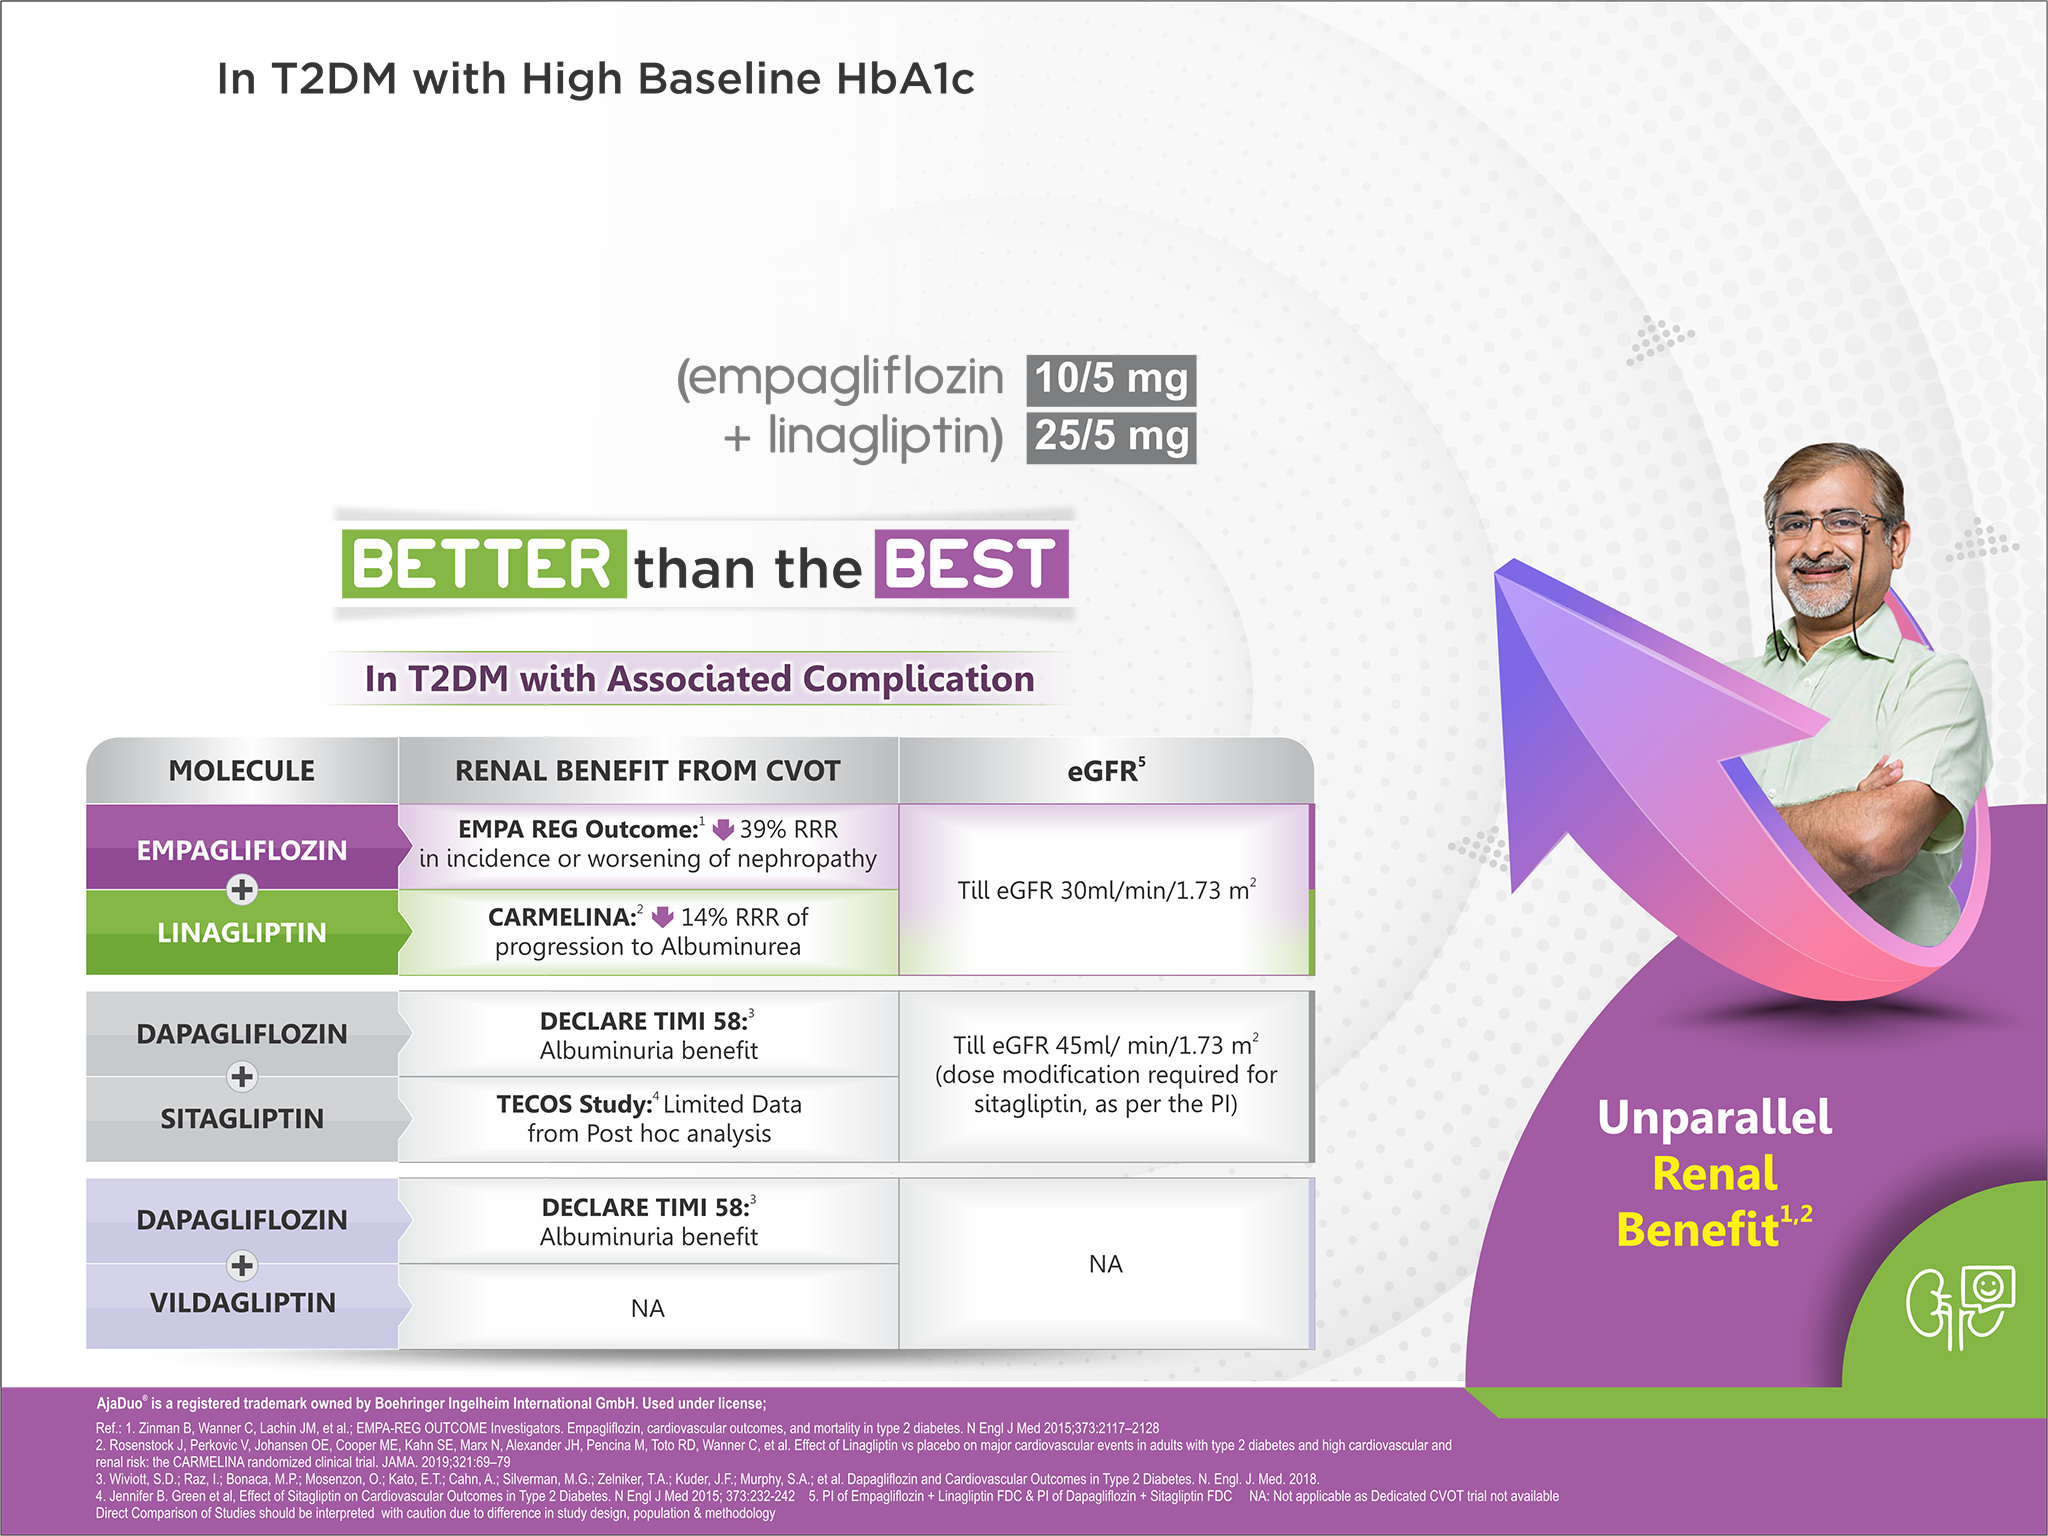 In T2DM with High Baseline HbA1c
(empagliflozin 10/5 mg
+ linagliptin) 25/5 mg
BETTER than the BEST
In T2DM with Associated Complication
MOLECULE RENAL BENEFIT FROM CVOT eGFR⁵
EMPAGLIFLOZIN
+
LINAGLIPTIN
EMPA REG Outcome:¹ 39% RRR
in incidence or worsening of nephropathy
CARMELINA:² 14% RRR of
progression to Albuminurea
Till eGFR 30ml/min/1.73 m²
DAPAGLIFLOZIN
+
SITAGLIPTIN
DECLARE TIMI 58:³
Albuminuria benefit
TECOS Study:⁴ Limited Data
from Post hoc analysis
Till eGFR 45ml/ min/1.73 m²
(dose modification required for
sitagliptin, as per the PI)
DAPAGLIFLOZIN
+
VILDAGLIPTIN
DECLARE TIMI 58:³
Albuminuria benefit
NA
NA
Unparallel
Renal
Benefit¹,²
AjaDuo® is a registered trademark owned by Boehringer Ingelheim International GmbH. Used under license;
Ref.: 1. Zinman B, Wanner C, Lachin JM, et al.; EMPA-REG OUTCOME Investigators. Empagliflozin, cardiovascular outcomes, and mortality in type 2 diabetes. N Engl J Med 2015;373:2117–2128
2. Rosenstock J, Perkovic V, Johansen OE, Cooper ME, Kahn SE, Marx N, Alexander JH, Pencina M, Toto RD, Wanner C, et al. Effect of Linagliptin vs placebo on major cardiovascular events in adults with type 2 diabetes and high cardiovascular and
renal risk: the CARMELINA randomized clinical trial. JAMA. 2019;321:69–79
3. Wiviott, S.D.; Raz, I.; Bonaca, M.P.; Mosenzon, O.; Kato, E.T.; Cahn, A.; Silverman, M.G.; Zelniker, T.A.; Kuder, J.F.; Murphy, S.A.; et al. Dapagliflozin and Cardiovascular Outcomes in Type 2 Diabetes. N. Engl. J. Med. 2018.
4. Jennifer B. Green et al, Effect of Sitagliptin on Cardiovascular Outcomes in Type 2 Diabetes. N Engl J Med 2015; 373:232-242 5. PI of Empagliflozin + Linagliptin FDC & PI of Dapagliflozin + Sitagliptin FDC NA: Not applicable as Dedicated CVOT trial not available
Direct Comparison of Studies should be interpreted with caution due to difference in study design, population & methodology